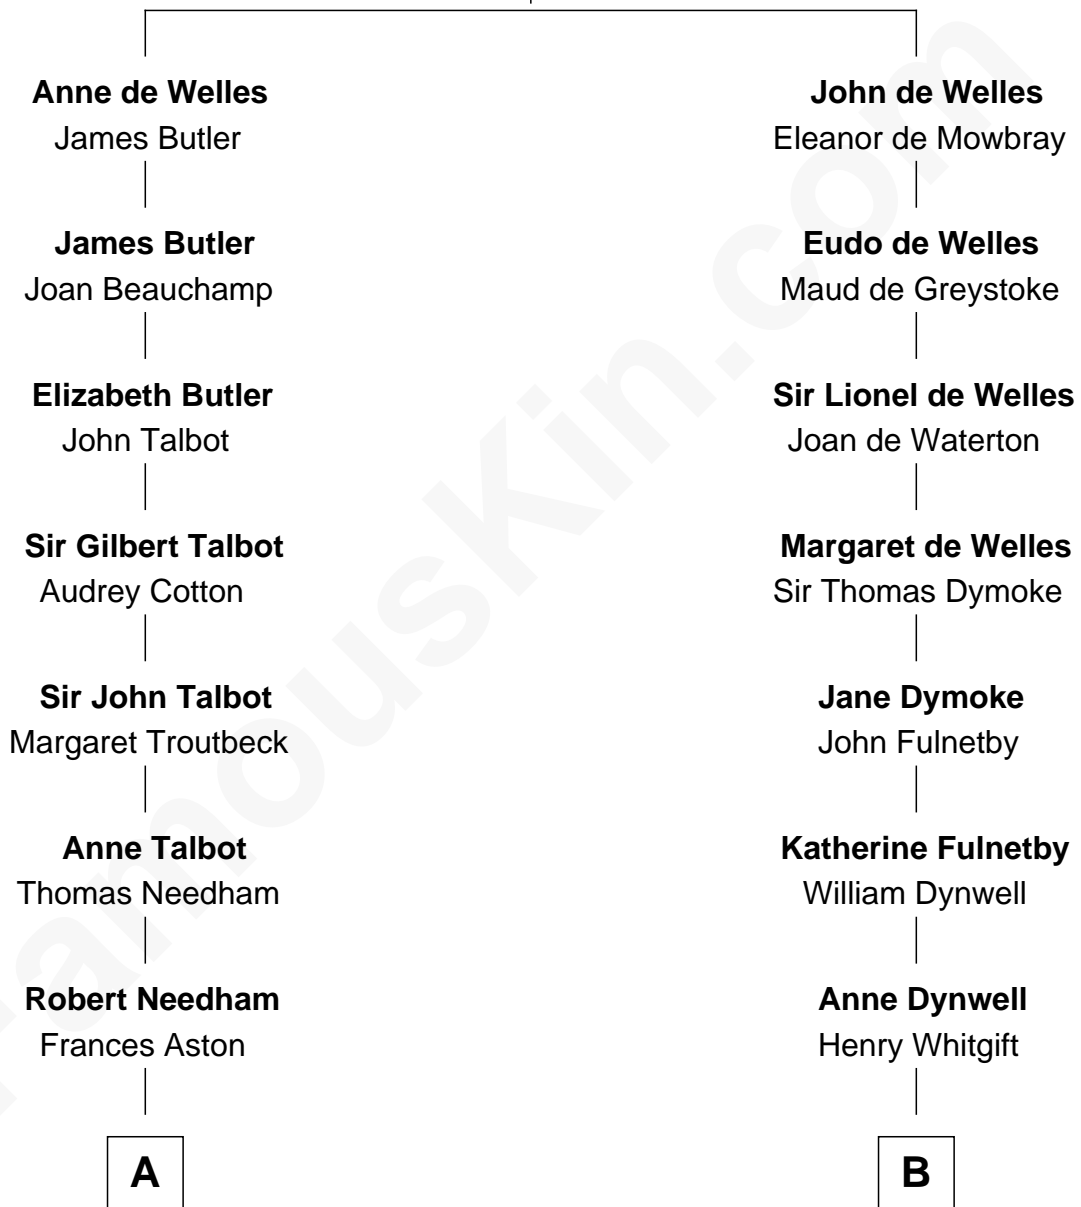 Anne de Welles
James Butler
James Butler
Joan Beauchamp
Elizabeth Butler
John Talbot
Sir Gilbert Talbot
Audrey Cotton
Sir John Talbot
Margaret Troutbeck
Anne Talbot
Thomas Needham
Robert Needham
Frances Aston
A
John de Welles
Eleanor de Mowbray
Eudo de Welles
Maud de Greystoke
Sir Lionel de Welles
Joan de Waterton
Margaret de Welles
Sir Thomas Dymoke
Jane Dymoke
John Fulnetby
Katherine Fulnetby
William Dynwell
Anne Dynwell
Henry Whitgift
B
FamousKin.com